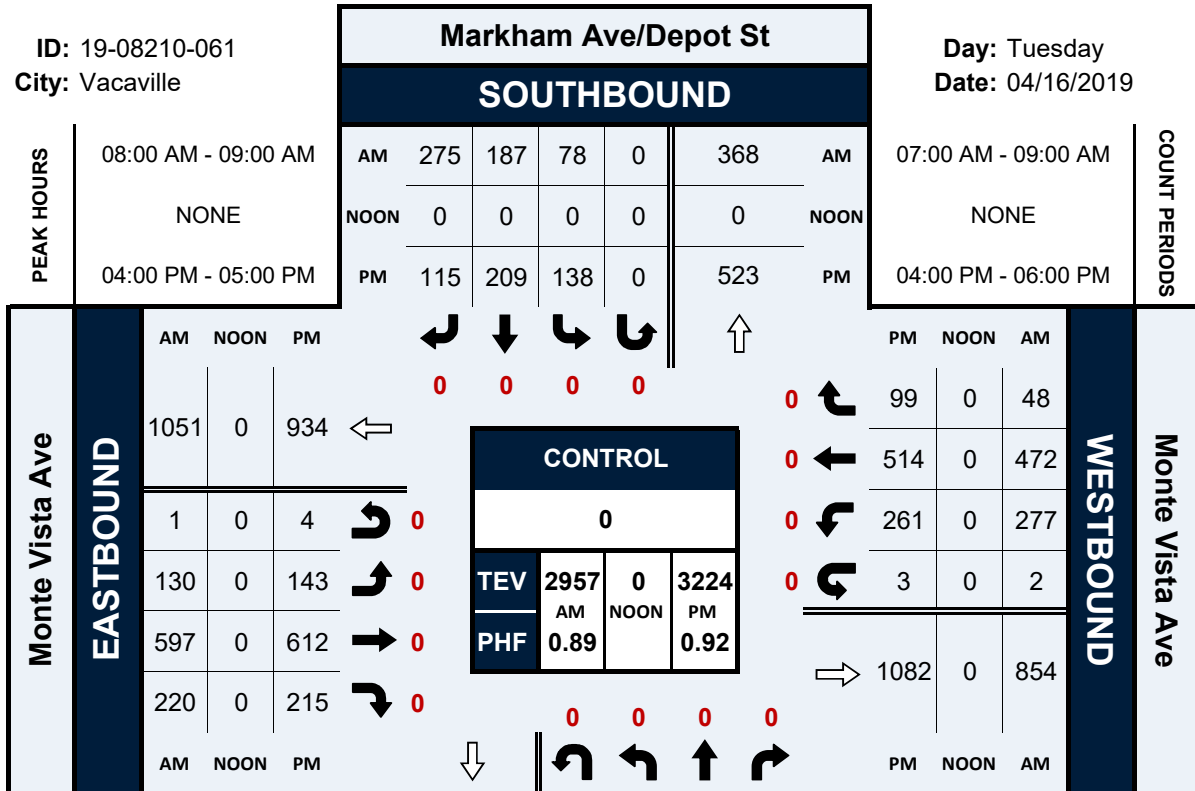 ID: 19-08210-061
City: Vacaville
Markham Ave/Depot St
SOUTHBOUND
Day: Tuesday
Date: 04/16/2019
PEAK HOURS
08:00 AM - 09:00 AM
NONE
04:00 PM - 05:00 PM
AM 275 187 78 0 368 AM
NOON 0 0 0 0 0 NOON
PM 115 209 138 0 523 PM
07:00 AM - 09:00 AM
NONE
04:00 PM - 06:00 PM
COUNT PERIODS
0 0 0 0
Monte Vista Ave
EASTBOUND
AM NOON PM
1051 0 934
1 0 4 0
130 0 143 0
597 0 612 0
220 0 215 0
AM NOON PM
CONTROL
0
TEV 2957 0 3224
AM NOON PM
PHF 0.89 0.92
PM NOON AM
0 99 0 48
0 514 0 472
0 261 0 277
0 3 0 2
1082 0 854
PM NOON AM
WESTBOUND
Monte Vista Ave
0 0 0 0